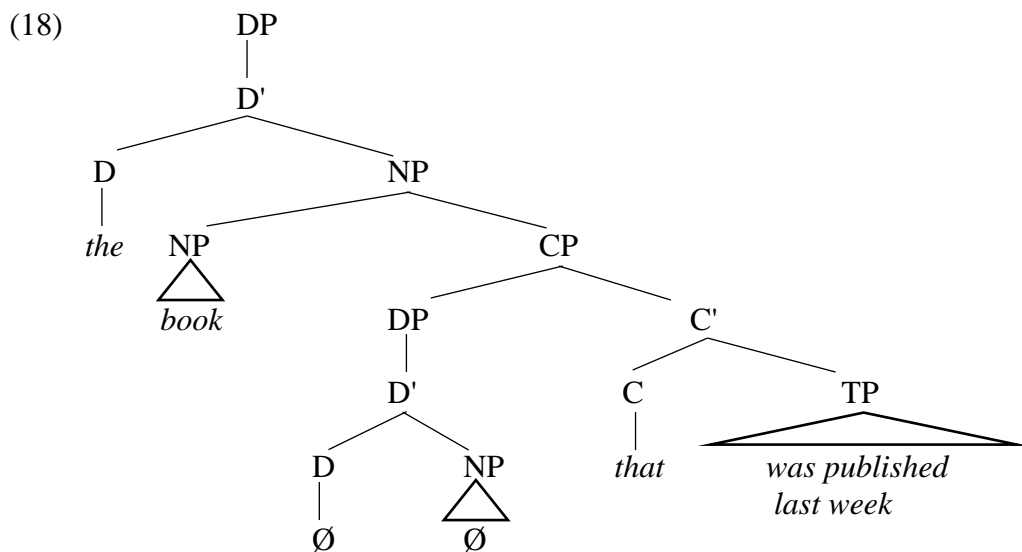 (18) DP
D'
D NP
the NP CP
book DP C'
D' C TP
D NP that was published
last week
Ø Ø